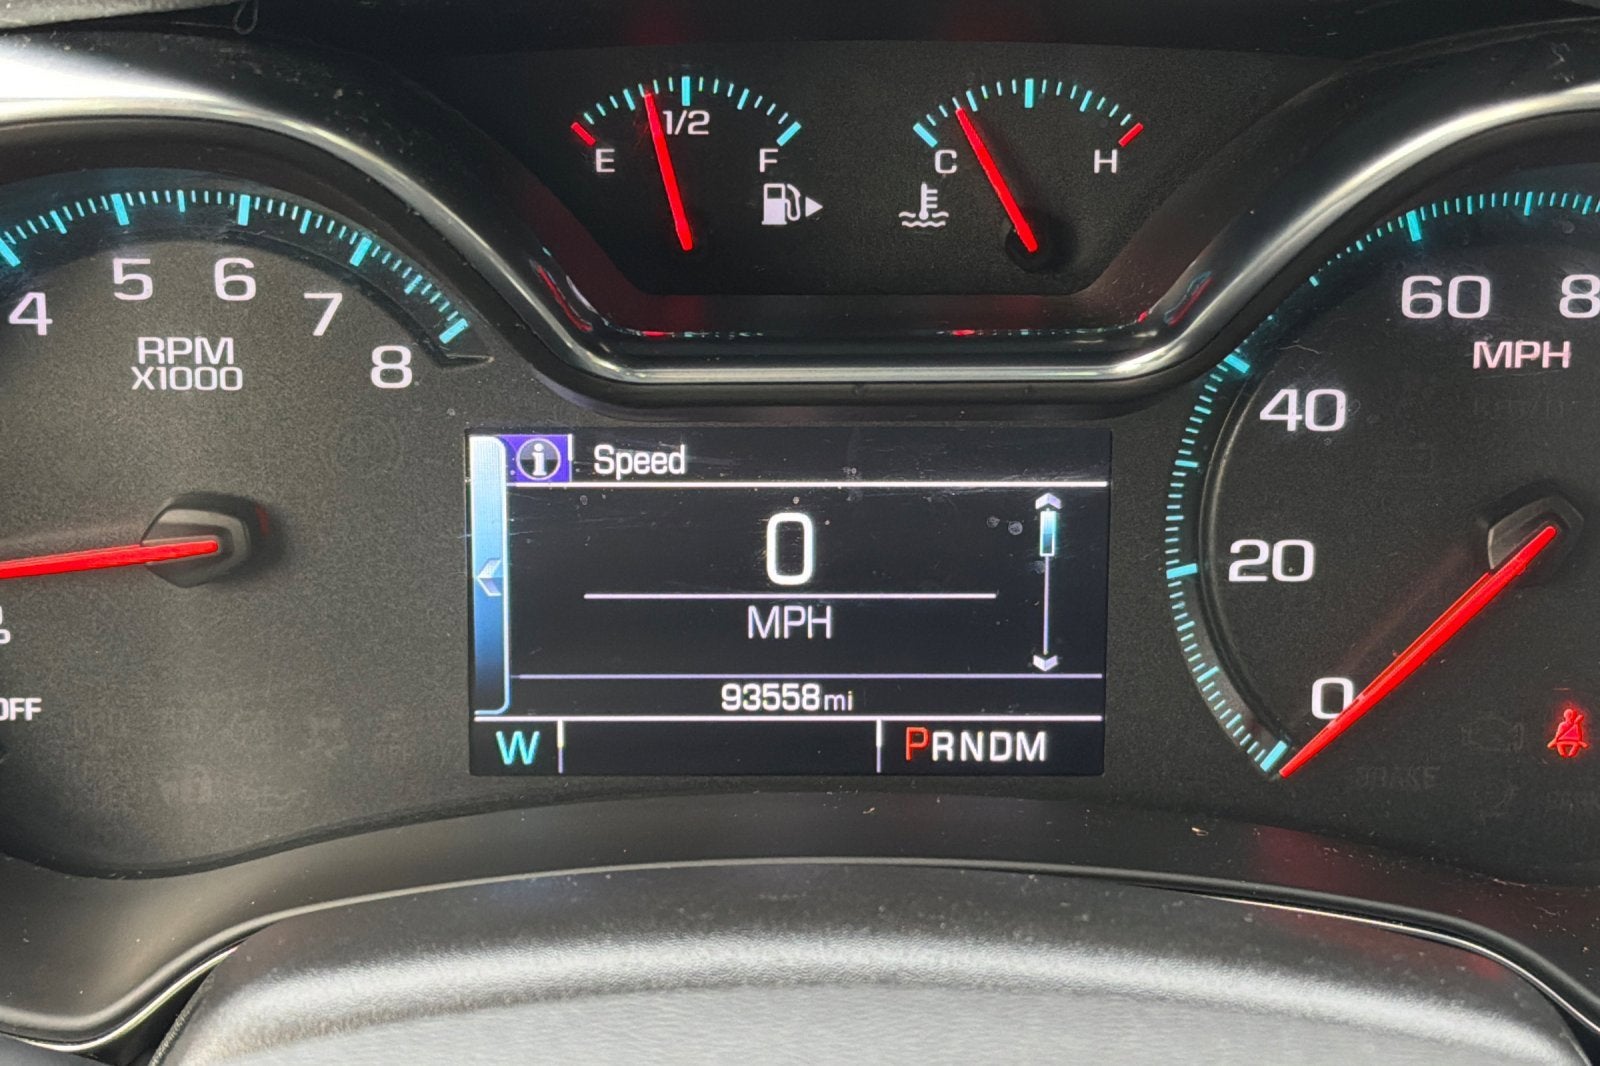 1/2
E
F
C
H
4
5
6
7
8
RPM
X1000
OFF
Speed
0
MPH
93558mi
W
PRNDM
0
20
40
60
8
MPH
BRAKE